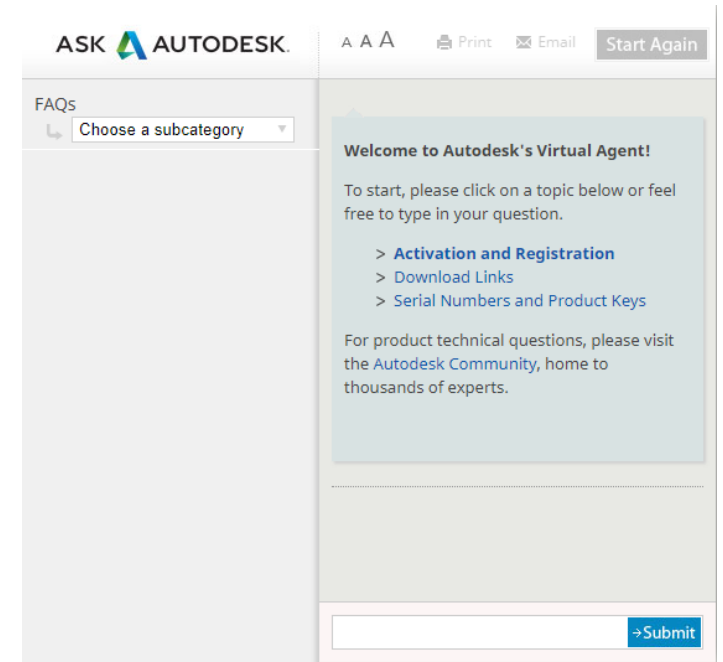 ASK AUTODESK.
A A A Print Email Start Again
FAQs
Choose a subcategory
Welcome to Autodesk's Virtual Agent!
To start, please click on a topic below or feel
free to type in your question.
> Activation and Registration
> Download Links
> Serial Numbers and Product Keys
For product technical questions, please visit
the Autodesk Community, home to
thousands of experts.
→Submit